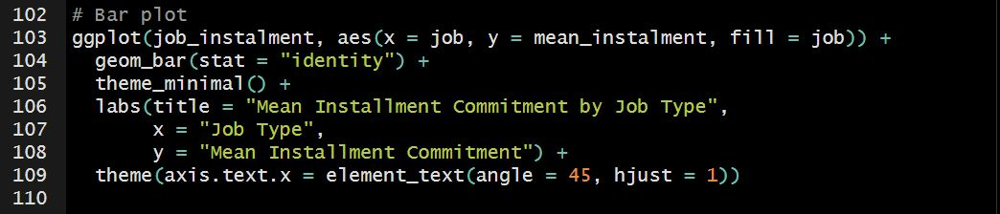 102 # Bar plot
103 ggplot(job_instalment, aes(x = job, y = mean_instalment, fill = job)) +
104   geom_bar(stat = "identity") +
105   theme_minimal() +
106   labs(title = "Mean Installment Commitment by Job Type",
107        x = "Job Type",
108        y = "Mean Installment Commitment") +
109   theme(axis.text.x = element_text(angle = 45, hjust = 1))
110